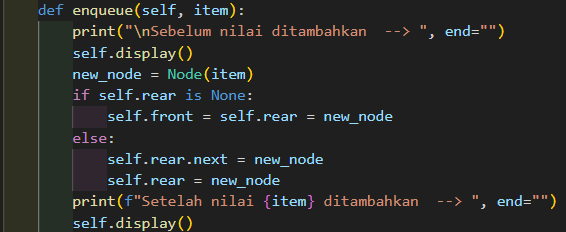 def enqueue(self, item):
    print("\nSebelum nilai ditambahkan  --> ", end="")
    self.display()
    new_node = Node(item)
    if self.rear is None:
        self.front = self.rear = new_node
    else:
        self.rear.next = new_node
        self.rear = new_node
    print(f"Setelah nilai {item} ditambahkan  --> ", end="")
    self.display()